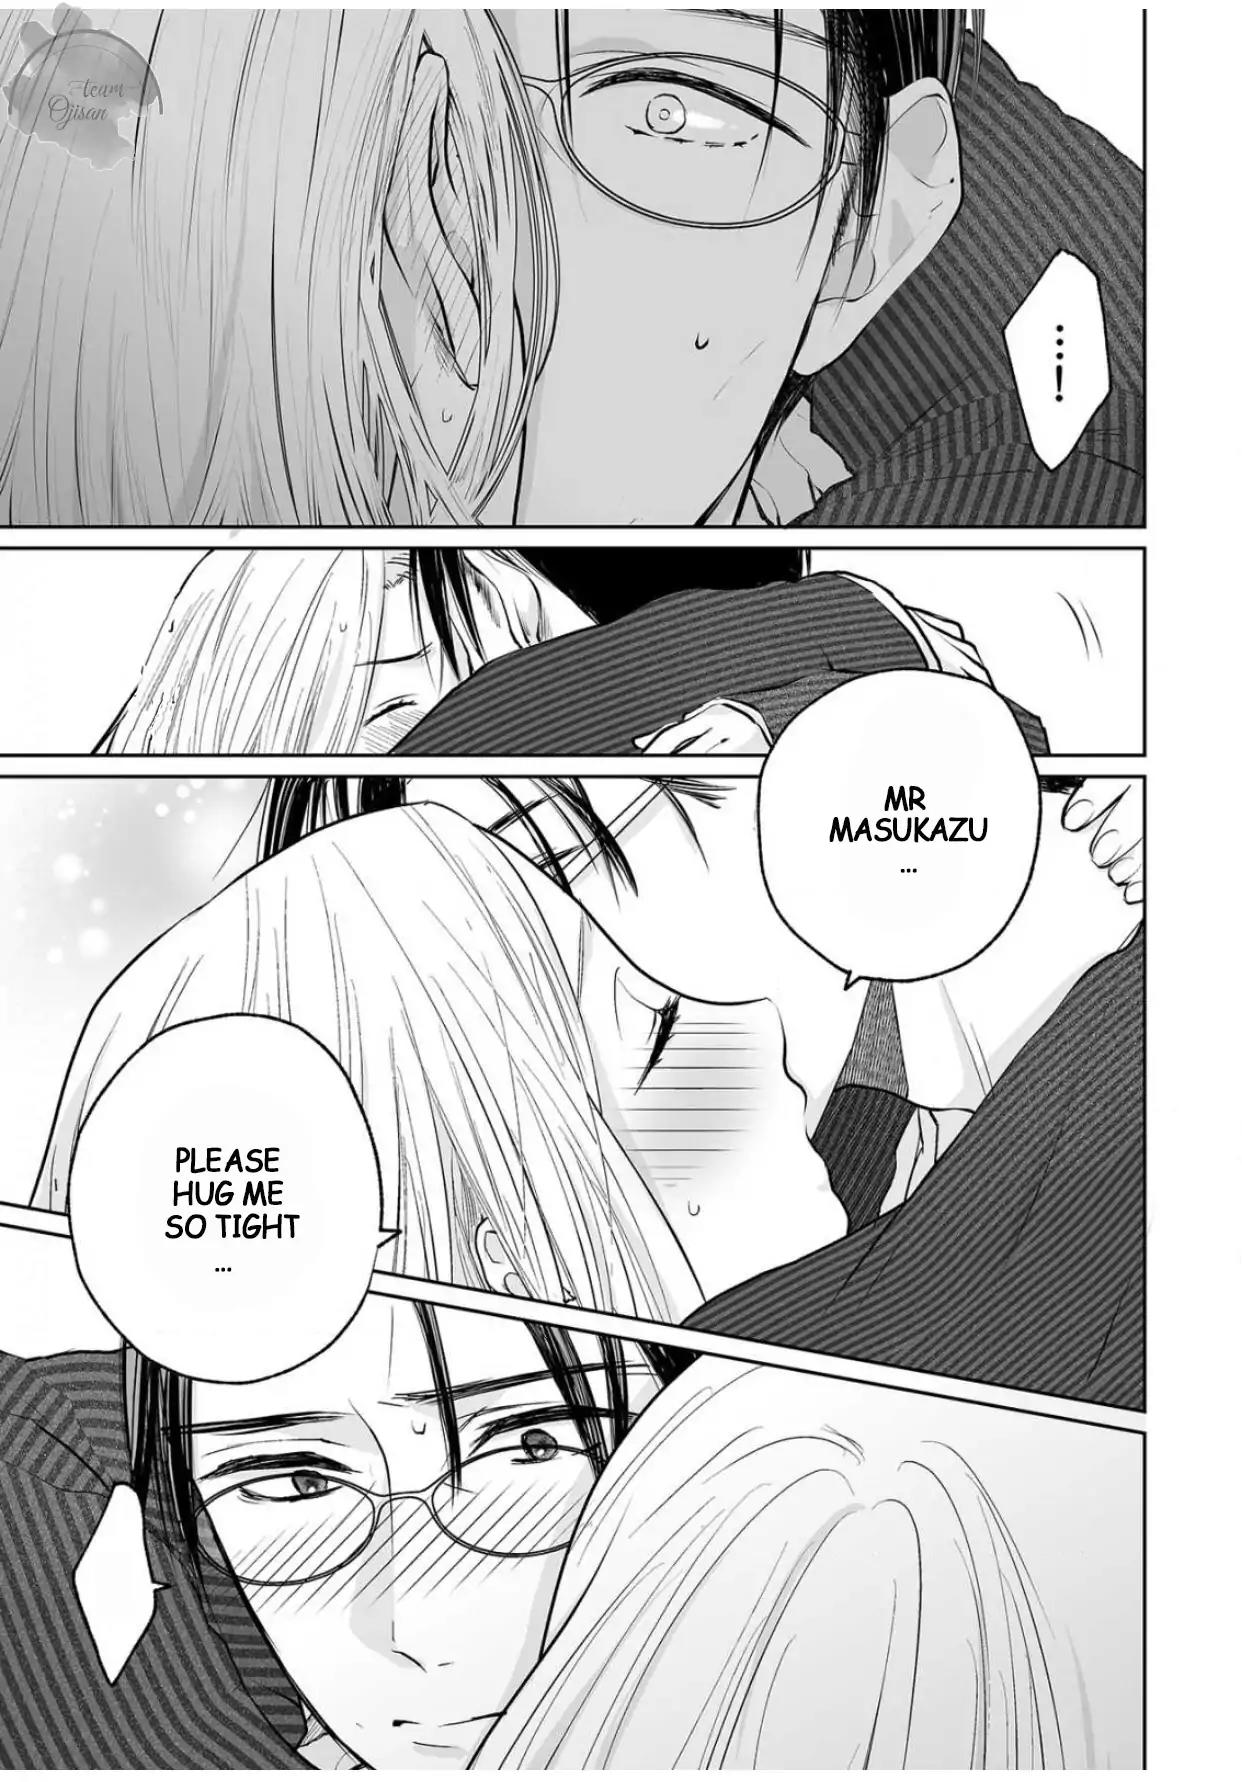 team
Ojisan
……!
MR
MASUKAZU
...
PLEASE
HUG ME
SO TIGHT
...